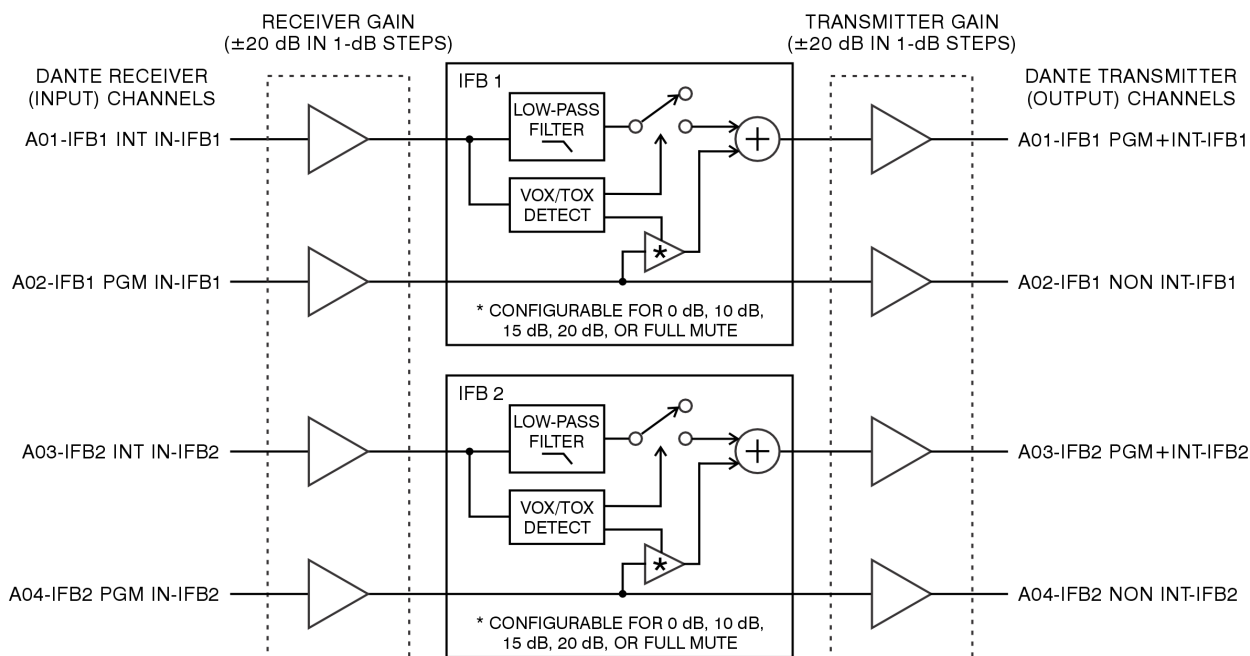 RECEIVER GAIN
(±20 dB IN 1-dB STEPS)
TRANSMITTER GAIN
(±20 dB IN 1-dB STEPS)
DANTE RECEIVER
(INPUT) CHANNELS
DANTE TRANSMITTER
(OUTPUT) CHANNELS
IFB 1
A01-IFB1 INT IN-IFB1
LOW-PASS
FILTER
+
A01-IFB1 PGM+INT-IFB1
VOX/TOX
DETECT
*
A02-IFB1 PGM IN-IFB1
A02-IFB1 NON INT-IFB1
* CONFIGURABLE FOR 0 dB, 10 dB,
15 dB, 20 dB, OR FULL MUTE
IFB 2
A03-IFB2 INT IN-IFB2
LOW-PASS
FILTER
+
A03-IFB2 PGM+INT-IFB2
VOX/TOX
DETECT
*
A04-IFB2 PGM IN-IFB2
A04-IFB2 NON INT-IFB2
* CONFIGURABLE FOR 0 dB, 10 dB,
15 dB, 20 dB, OR FULL MUTE